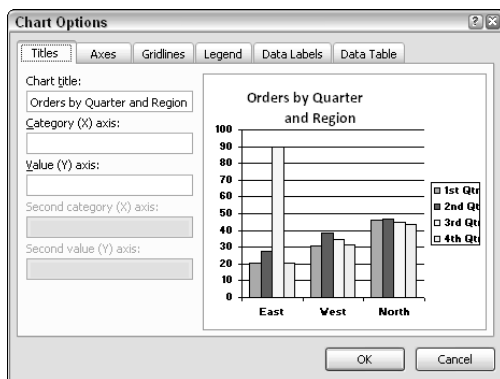 Chart Options
Titles Axes Gridlines Legend Data Labels Data Table
Chart title:
Orders by Quarter and Region
Category (X) axis:
Value (Y) axis:
Second category (X) axis:
Second value (Y) axis:
Orders by Quarter
and Region
100
90
80
70
60
50
40
30
20
10
0
East West North
1st Qtr
2nd Qt
3rd Qtr
4th Qtr
OK Cancel